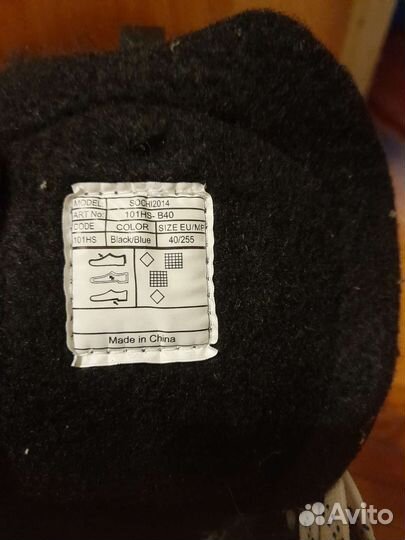 MODEL SOCHI2014
ART No: 101HS- B40
CODE COLOR SIZE EU/MP
101HS Black/Blue 40/255
Made in China
Avito